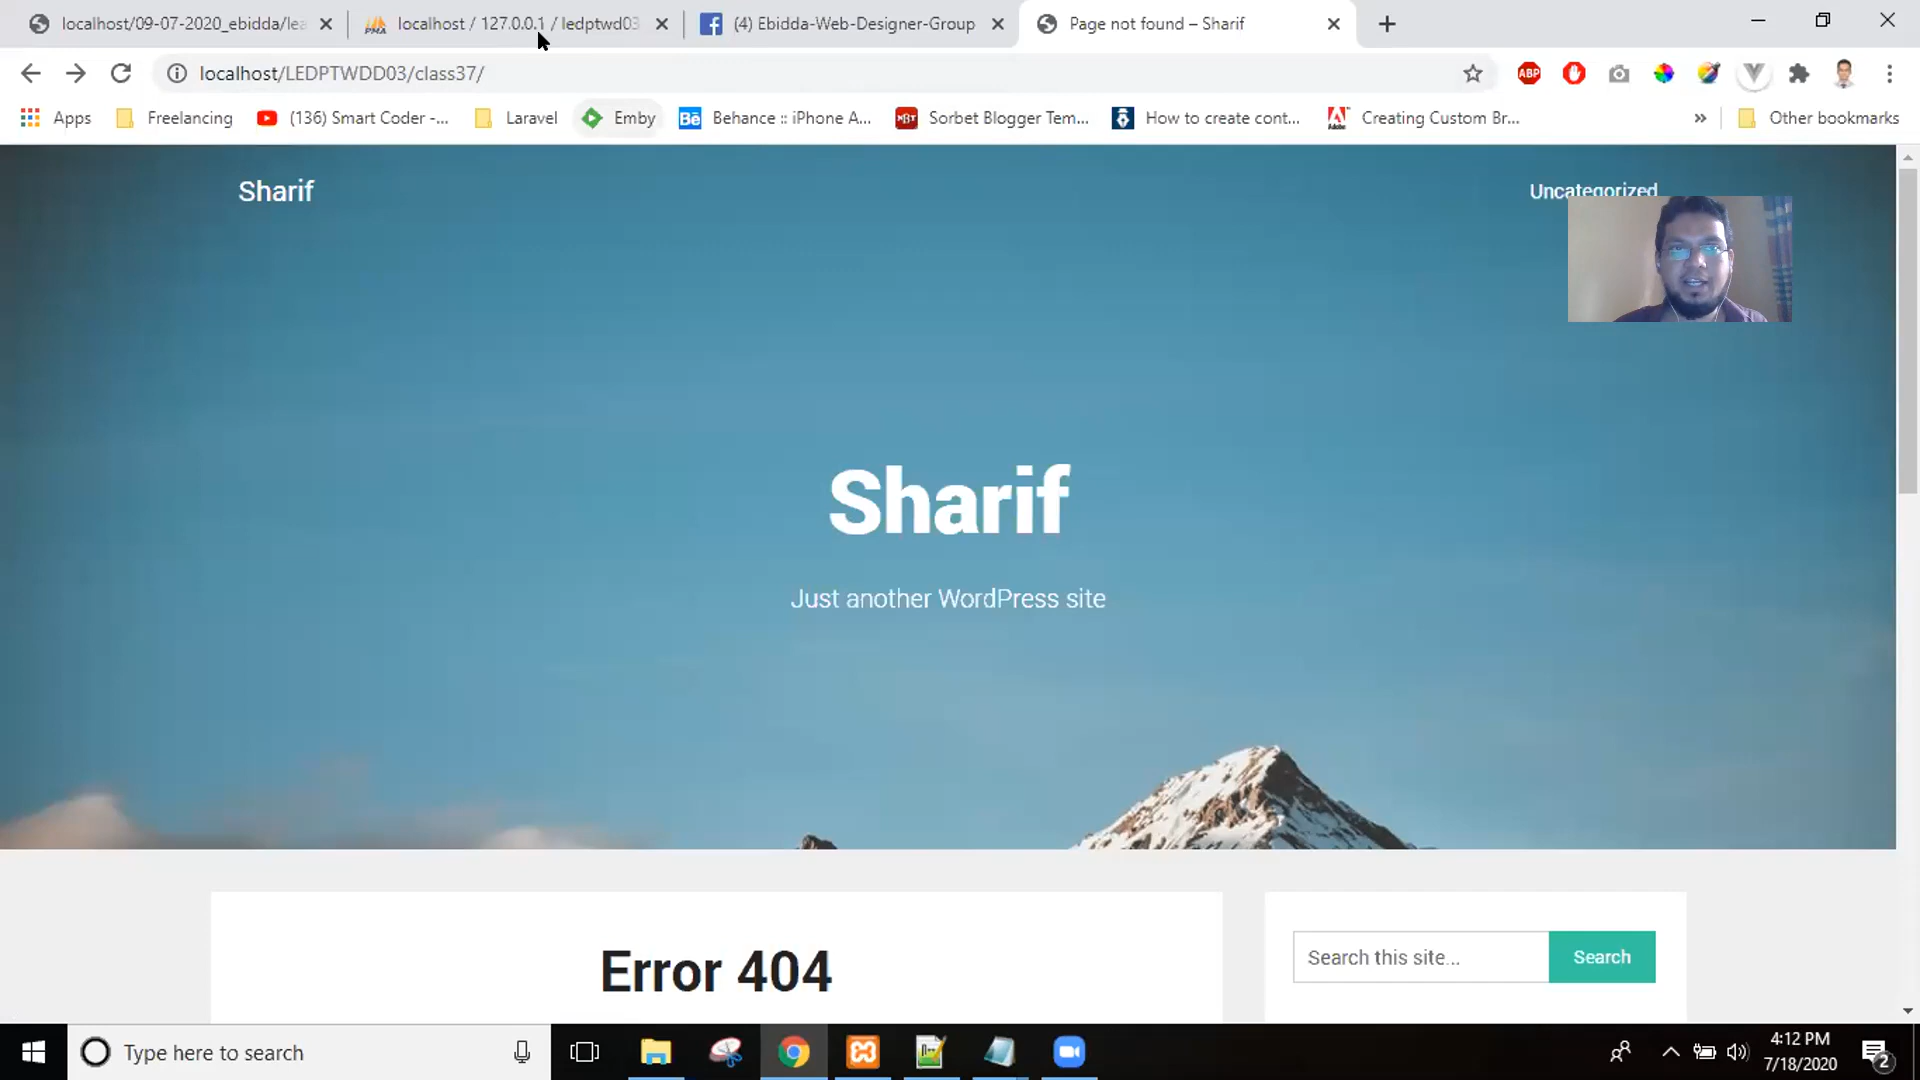 localhost/09-07-2020_ebidda/lea
localhost / 127.0.0.1 / ledptwd03
(4) Ebidda-Web-Designer-Group
Page not found – Sharif
localhost/LEDPTWDD03/class37/
Apps
Freelancing
(136) Smart Coder -...
Laravel
Emby
Behance :: iPhone A...
Sorbet Blogger Tem...
How to create cont...
Creating Custom Br...
»
Other bookmarks
Sharif
Uncategorized
Sharif
Just another WordPress site
Error 404
Search this site...
Search
Type here to search
4:12 PM
7/18/2020
2